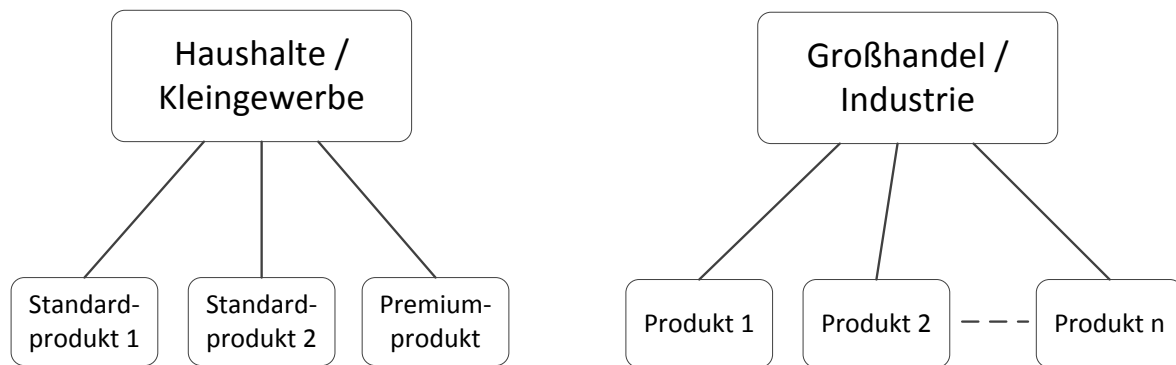 Haushalte /
Kleingewerbe
Großhandel /
Industrie
Standard-
produkt 1
Standard-
produkt 2
Premium-
produkt
Produkt 1
Produkt 2
Produkt n